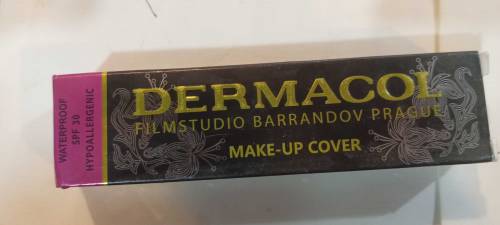 WATERPROOF
SPF 30
HYPOALLERGENIC
DERMACOL
FILMSTUDIO BARRANDOV PRAGUE
MAKE-UP COVER